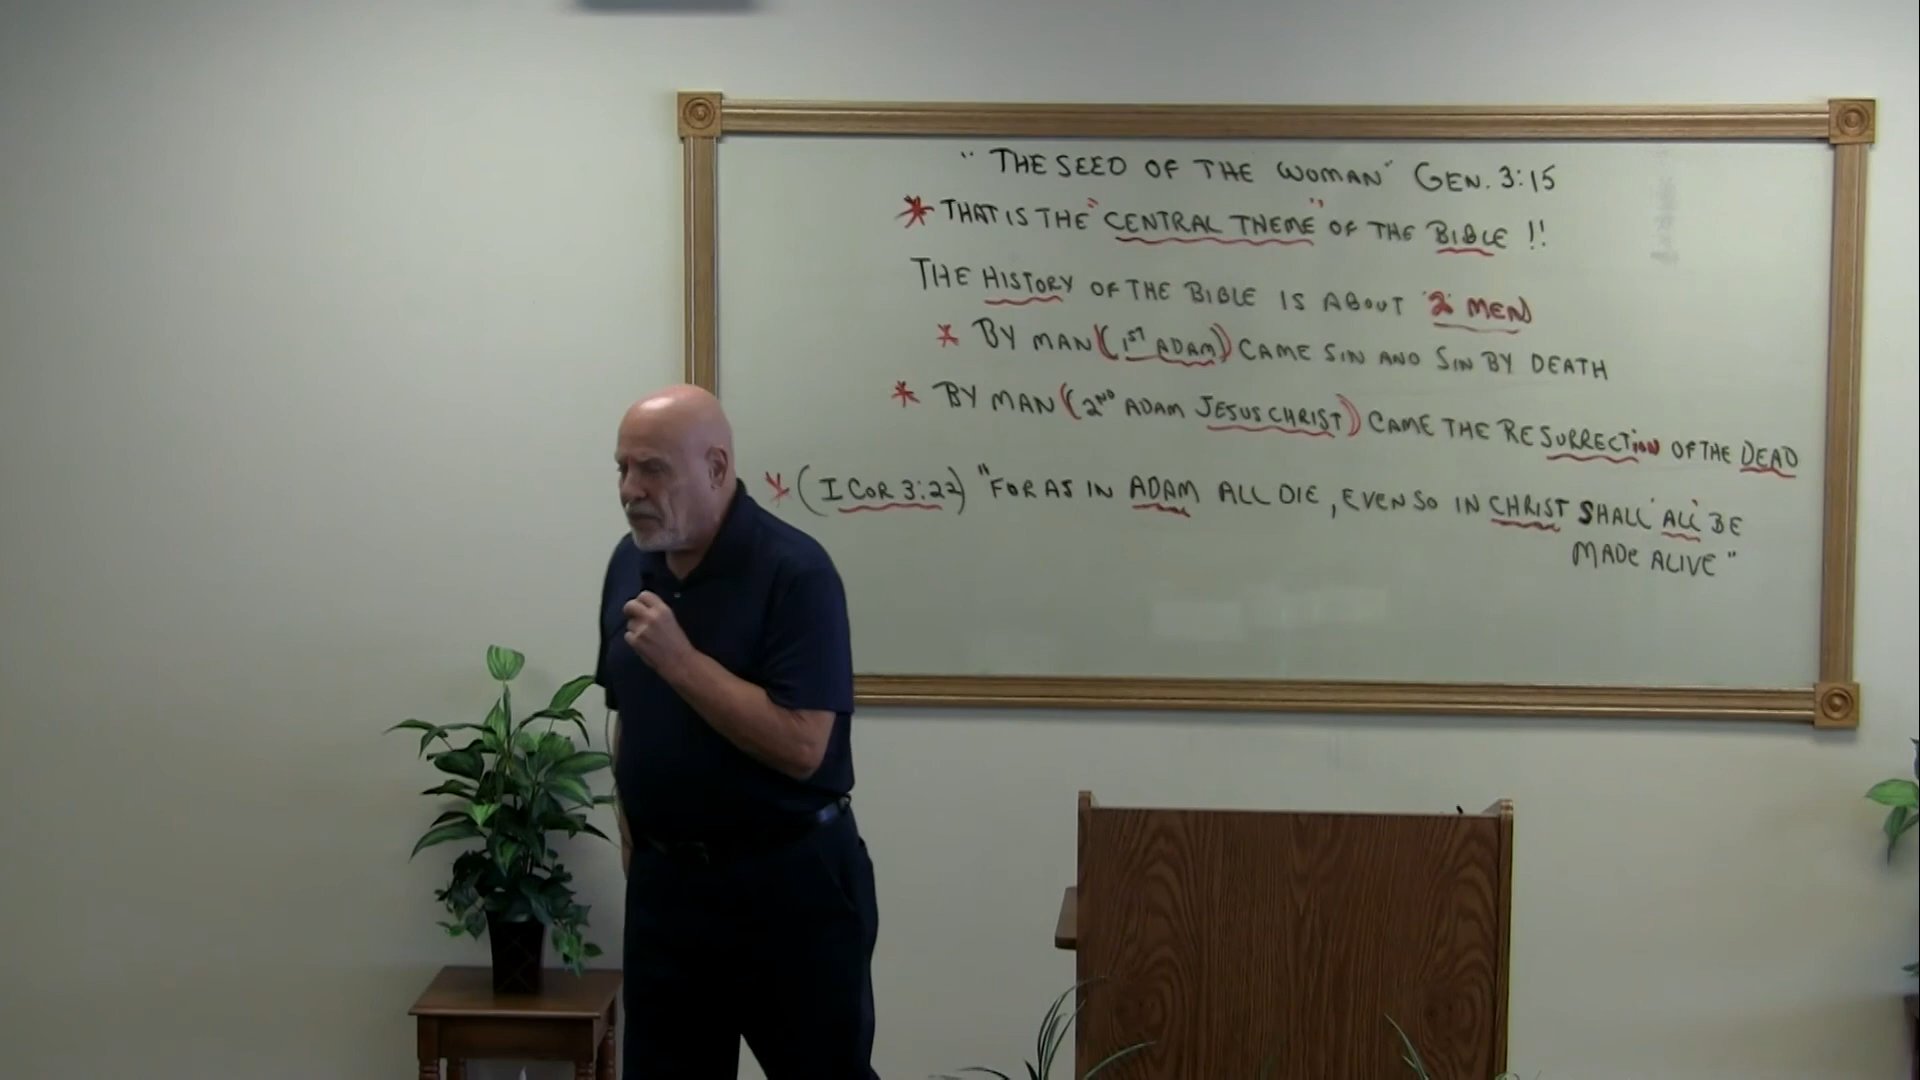 "THE SEED OF THE WOMAN" GEN. 3:15
* THAT IS THE "CENTRAL THEME" OF THE BIBLE !!
THE HISTORY OF THE BIBLE IS ABOUT "2" MEN
* BY MAN (1ST ADAM) CAME SIN AND SIN BY DEATH
* BY MAN (2ND ADAM JESUS CHRIST) CAME THE RESURRECTION OF THE DEAD
* (I COR 3:22) "FOR AS IN ADAM ALL DIE, EVEN SO IN CHRIST SHALL "ALL" BE
MADE ALIVE"